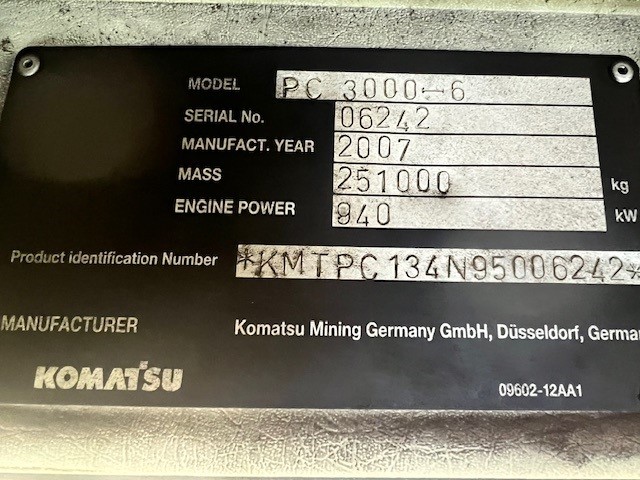 MODEL PC 3000-6
SERIAL No. 06242
MANUFACT. YEAR 2007
MASS 251000 kg
ENGINE POWER 940 kW
Product identification Number *KMTPC134N95006242*
MANUFACTURER Komatsu Mining Germany GmbH, Düsseldorf, Germa
KOMATSU 09602-12AA1